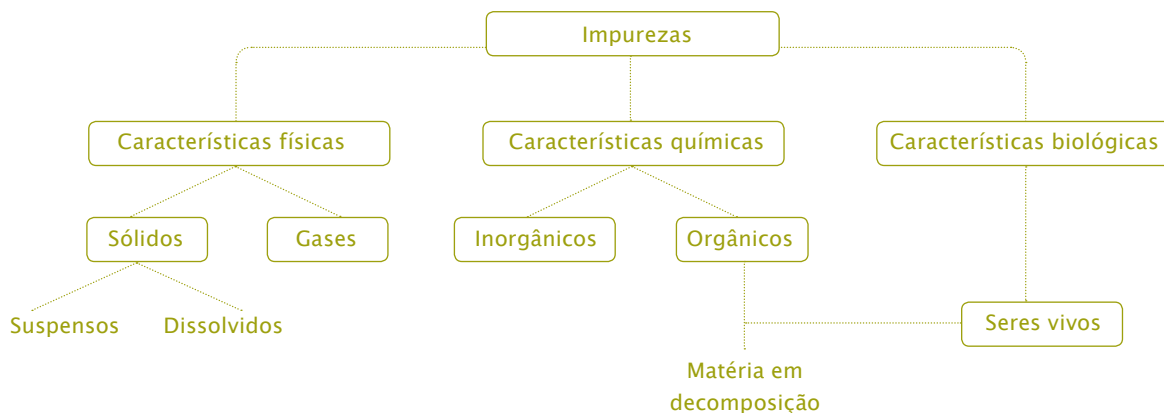 Impurezas
Características físicas
Características químicas
Características biológicas
Sólidos
Gases
Inorgânicos
Orgânicos
Suspensos
Dissolvidos
Seres vivos
Matéria em
decomposição